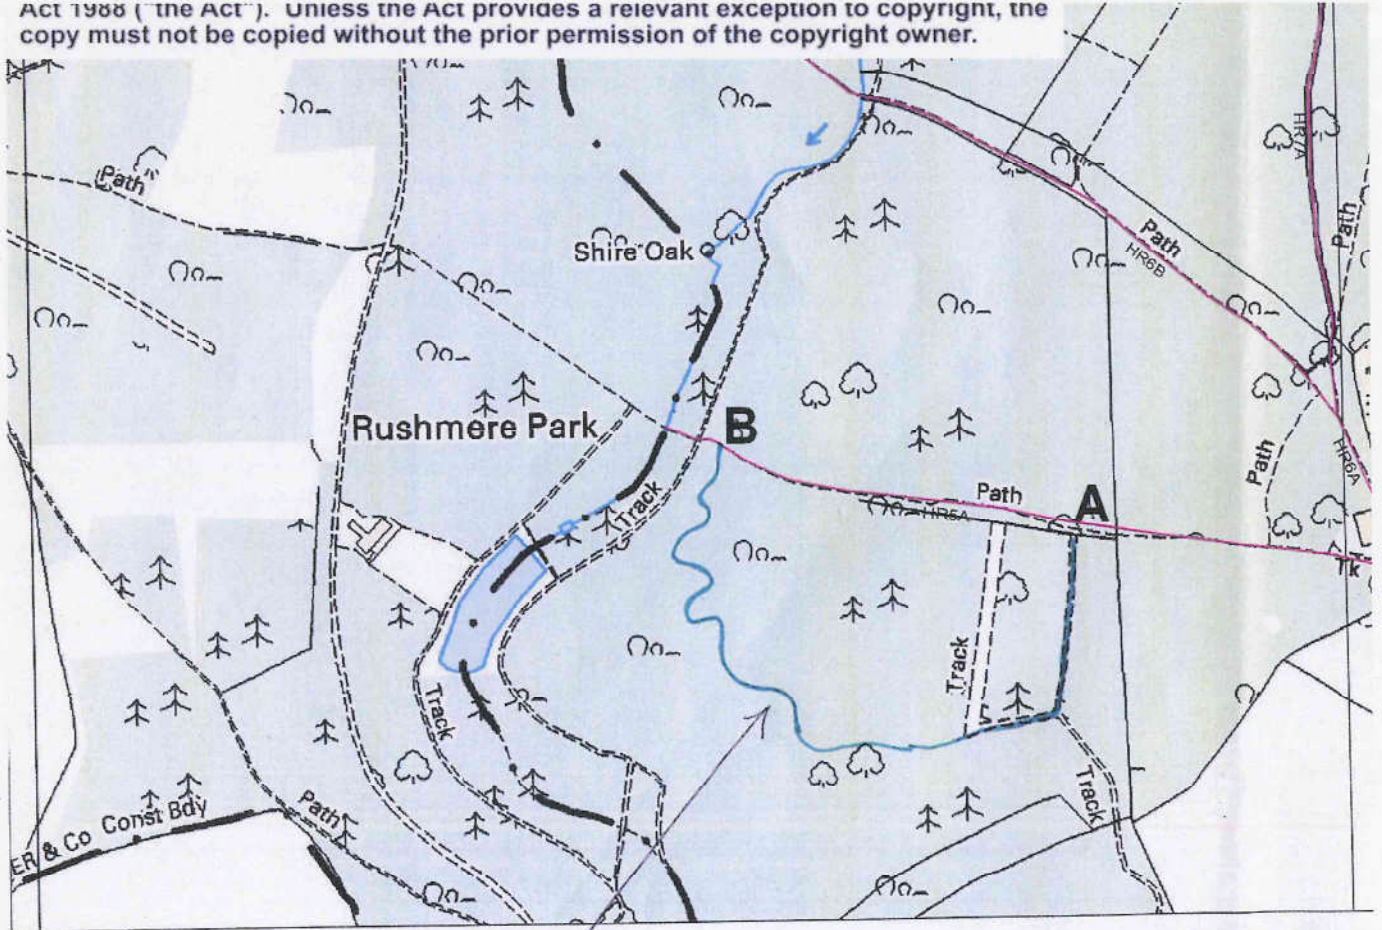 Act 1988 ("the Act"). Unless the Act provides a relevant exception to copyright, the
copy must not be copied without the prior permission of the copyright owner.
Path
HR7A
Path
Shire Oak
Path
HR6B
Rushmere Park
B
Path
HR6A
Track
Path
A
HR6A
Tk
Track
Track
Track
ER & Co Const Bdy
Path